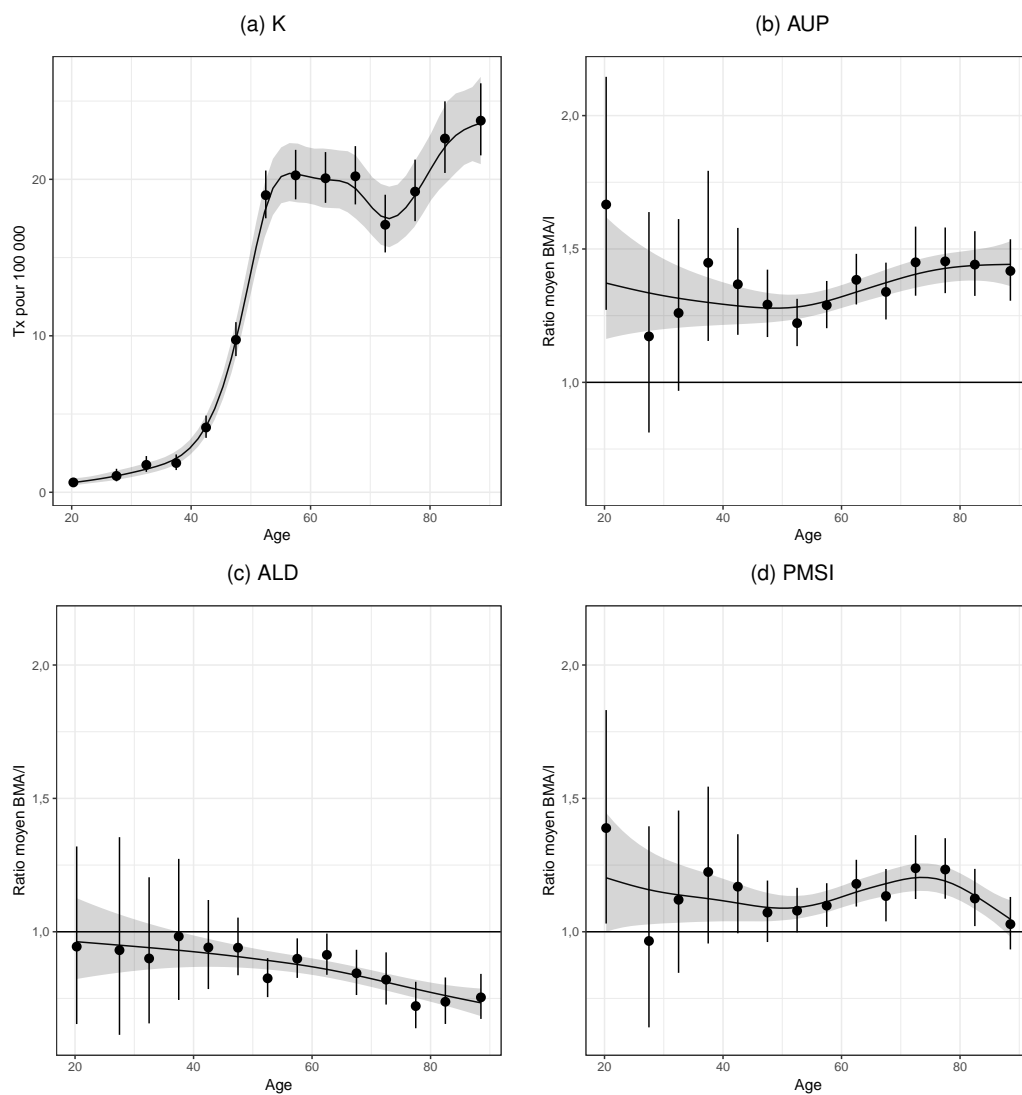 (a) K
Tx pour 100 000
20
10
0
20 40 60 80
Age
(b) AUP
Ratio moyen BMA/I
2,0
1,5
1,0
20 40 60 80
Age
(c) ALD
Ratio moyen BMA/I
2,0
1,5
1,0
20 40 60 80
Age
(d) PMSI
Ratio moyen BMA/I
2,0
1,5
1,0
20 40 60 80
Age